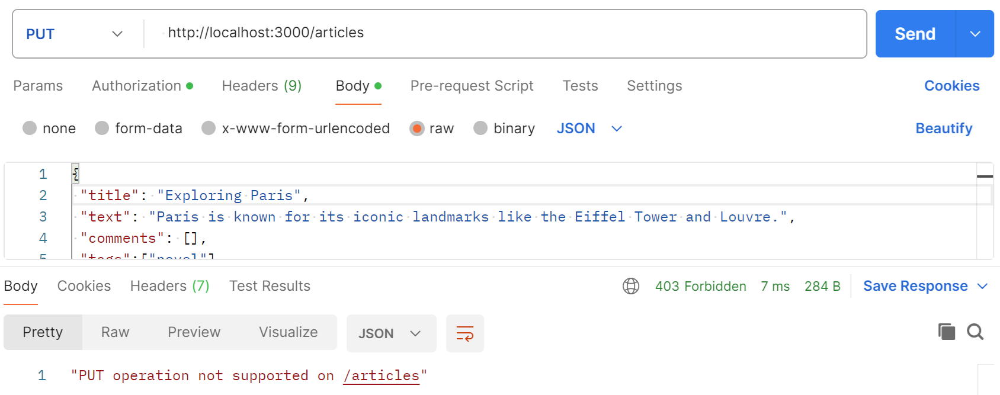 PUT http://localhost:3000/articles Send
Params Authorization Headers (9) Body Pre-request Script Tests Settings Cookies
none form-data x-www-form-urlencoded raw binary JSON Beautify
1 {
2 "title": "Exploring Paris",
3 "text": "Paris is known for its iconic landmarks like the Eiffel Tower and Louvre.",
4 "comments": [],
5 "tags":["novel"]
Body Cookies Headers (7) Test Results 403 Forbidden 7 ms 284 B Save Response
Pretty Raw Preview Visualize JSON
1 "PUT operation not supported on /articles"